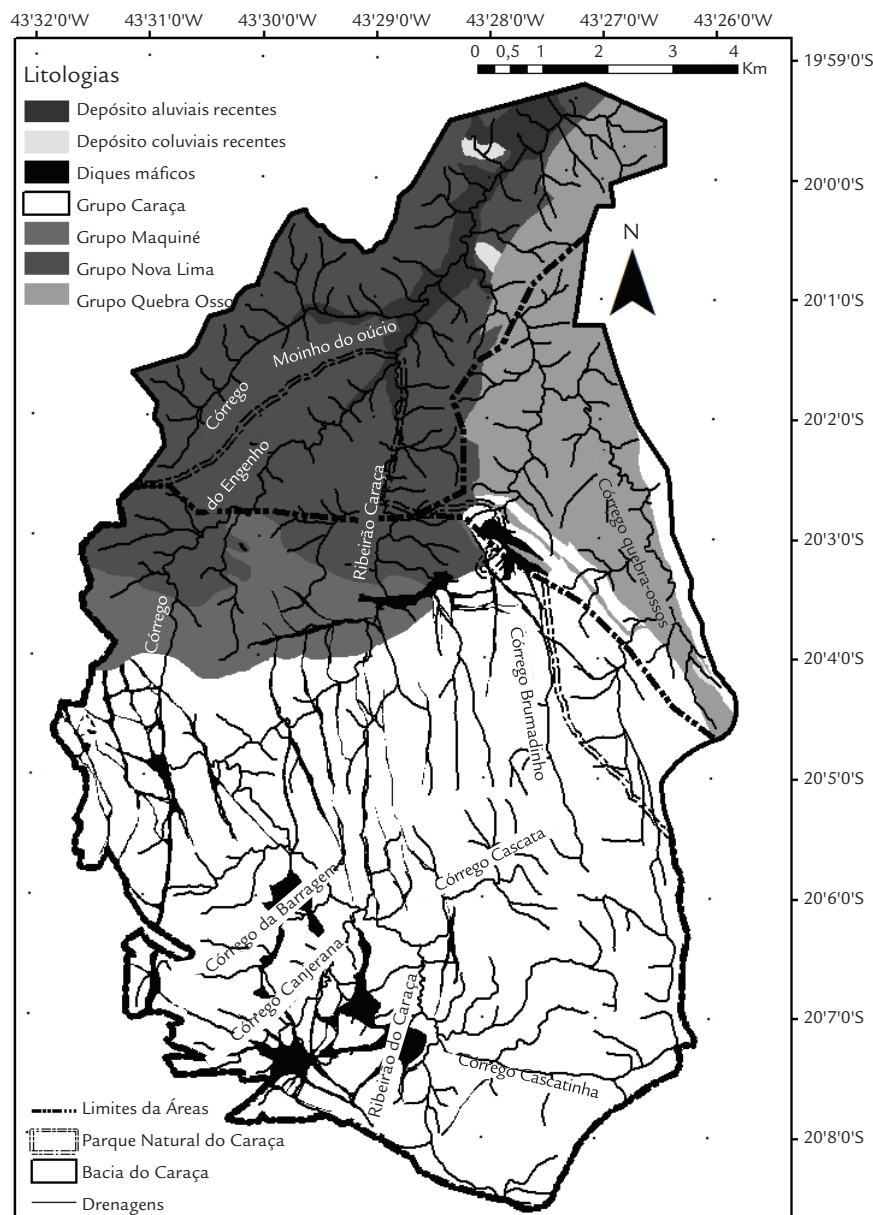 43°32'0"W 43°31'0"W 43°30'0"W 43°29'0"W 43°28'0"W 43°27'0"W 43°26'0"W
0 0,5 1 2 3 4
Km
19°59'0"S
Litologias
Depósito aluviais recentes
Depósito coluviais recentes
Diques máficos
Grupo Caraça
Grupo Maquiné
Grupo Nova Lima
Grupo Quebra Osso
20°0'0"S
N
20°1'0"S
Moinho do oúcio
Córrego
20°2'0"S
do Engenho
Ribeirão Caraça
Córrego quebra-ossos
20°3'0"S
Córrego
Córrego Brumadinho
20°4'0"S
20°5'0"S
Córrego Cascata
Córrego da Barragem
20°6'0"S
Córrego Canjerana
Ribeirão do Caraça
20°7'0"S
Córrego Cascatinha
Limites da Áreas
Parque Natural do Caraça
20°8'0"S
Bacia do Caraça
Drenagens